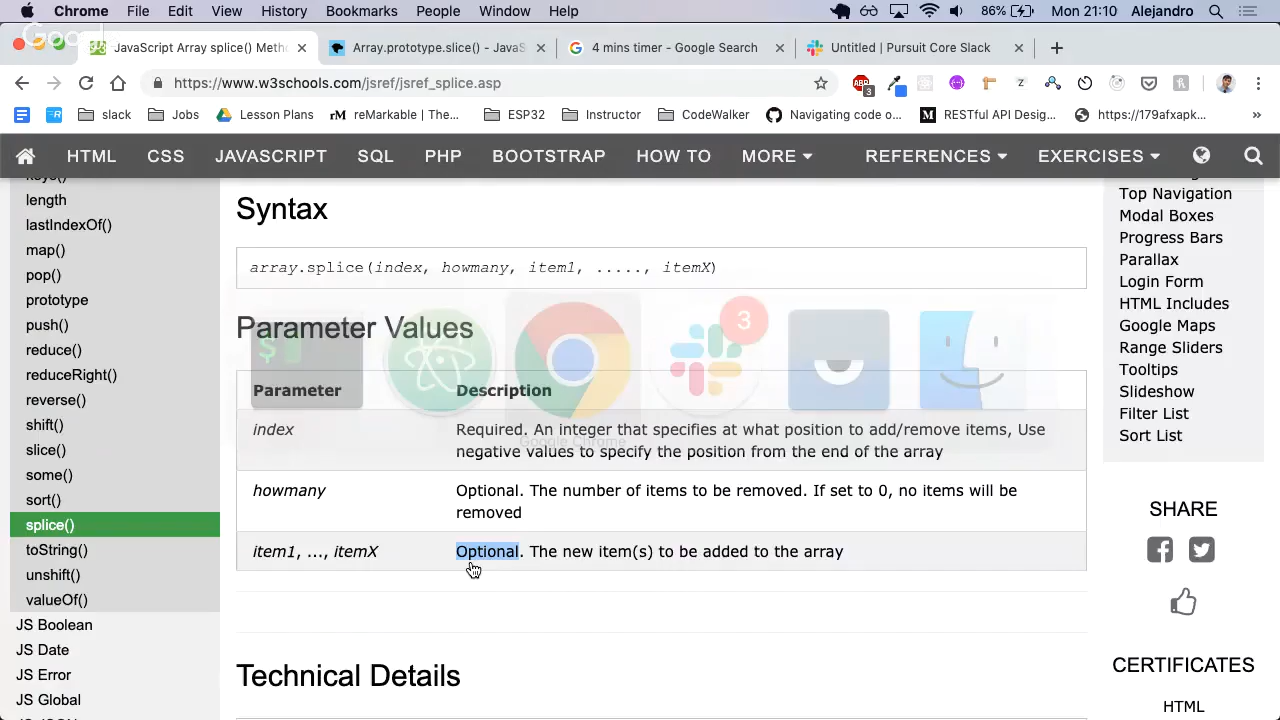 Chrome File Edit View History Bookmarks People Window Help 86% Mon 21:10 Alejandro
Google
JavaScript Array splice() Meth
Array.prototype.slice() - JavaS
4 mins timer - Google Search
Untitled | Pursuit Core Slack
https://www.w3schools.com/jsref/jsref_splice.asp
ABP 3
slack
Jobs
Lesson Plans
rM reMarkable | The...
ESP32
Instructor
CodeWalker
Navigating code o...
RESTful API Desig...
https://179afxapk...
»
HTML CSS JAVASCRIPT SQL PHP BOOTSTRAP HOW TO MORE REFERENCES EXERCISES
keys()
length
lastIndexOf()
map()
pop()
prototype
push()
reduce()
reduceRight()
reverse()
shift()
slice()
some()
sort()
splice()
toString()
unshift()
valueOf()
JS Boolean
JS Date
JS Error
JS Global
Syntax
array.splice(index, howmany, item1, ....., itemX)
Parameter Values
3
Google Chrome
Parameter Description
index Required. An integer that specifies at what position to add/remove items, Use
negative values to specify the position from the end of the array
howmany Optional. The number of items to be removed. If set to 0, no items will be
removed
item1, ..., itemX Optional. The new item(s) to be added to the array
Technical Details
Top Navigation
Modal Boxes
Progress Bars
Parallax
Login Form
HTML Includes
Google Maps
Range Sliders
Tooltips
Slideshow
Filter List
Sort List
SHARE
CERTIFICATES
HTML